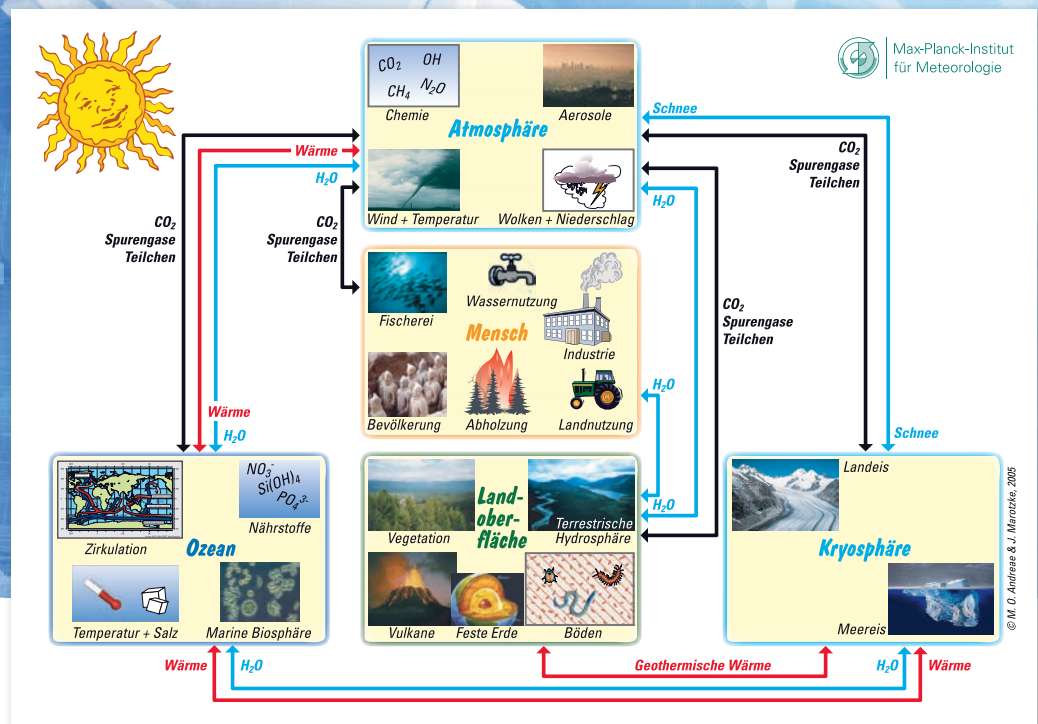 Max-Planck-Institut
für Meteorologie
CO₂
OH
CH₄
N₂O
Chemie
Aerosole
Atmosphäre
Wind + Temperatur
Wolken + Niederschlag
Wärme
H₂O
CO₂
Spurengase
Teilchen
CO₂
Spurengase
Teilchen
Schnee
CO₂
Spurengase
Teilchen
H₂O
CO₂
Spurengase
Teilchen
Fischerei
Wassernutzung
Mensch
Industrie
Bevölkerung
Abholzung
Landnutzung
H₂O
Wärme
H₂O
Schnee
Zirkulation
NO₃⁻
Si(OH)₄
PO₄³⁻
Nährstoffe
Ozean
Temperatur + Salz
Marine Biosphäre
Vegetation
Land-
ober-
fläche
Terrestrische
Hydrosphäre
H₂O
Vulkane
Feste Erde
Böden
Landeis
Kryosphäre
Meereis
Wärme
H₂O
Geothermische Wärme
H₂O
Wärme
© M. O. Andreae & J. Marotzke, 2005